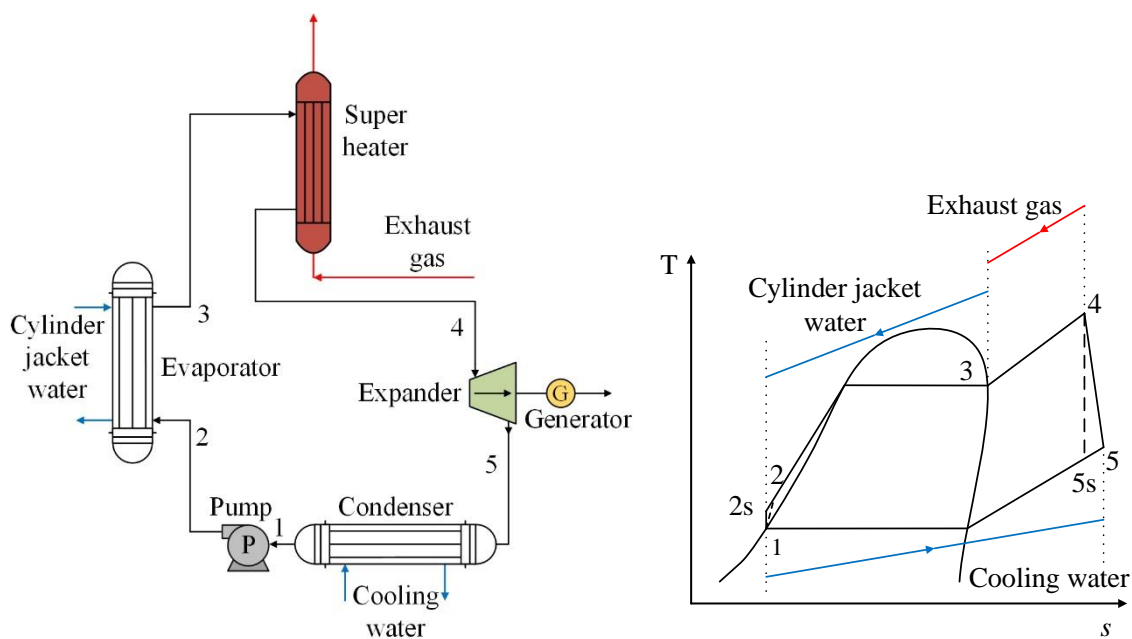 Super
heater
Exhaust
gas
3
Cylinder
jacket
water
Evaporator
4
Expander
G
Generator
2
5
Pump
P
1
Condenser
Cooling
water
Exhaust gas
T
Cylinder jacket
water
4
3
2
2s
5
5s
1
Cooling water
s